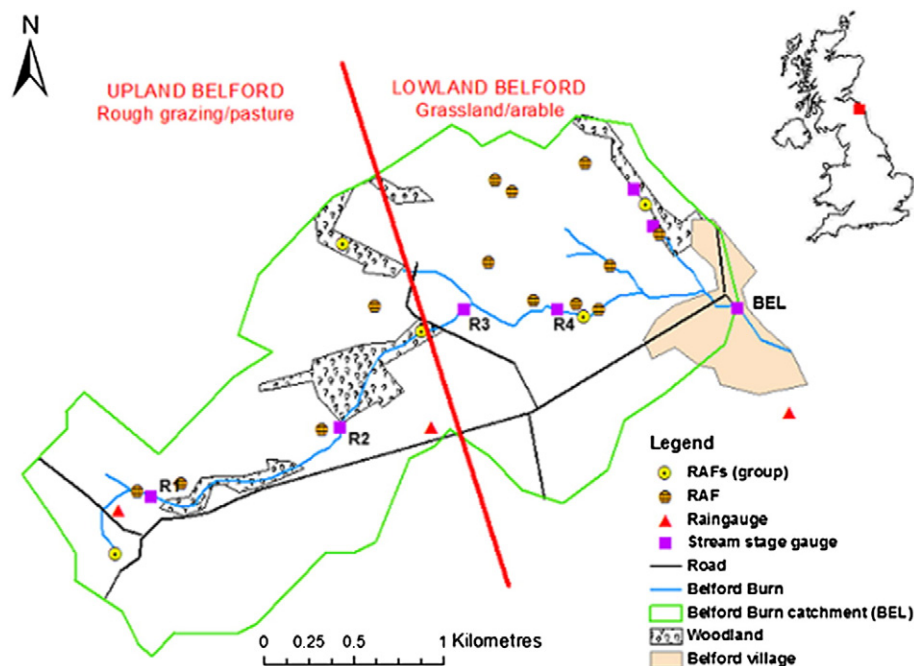 N
UPLAND BELFORD
Rough grazing/pasture
LOWLAND BELFORD
Grassland/arable
BEL
R3
R4
R2
R1
Legend
RAFs (group)
RAF
Raingauge
Stream stage gauge
Road
Belford Burn
Belford Burn catchment (BEL)
Woodland
Belford village
0 0.25 0.5 1 Kilometres